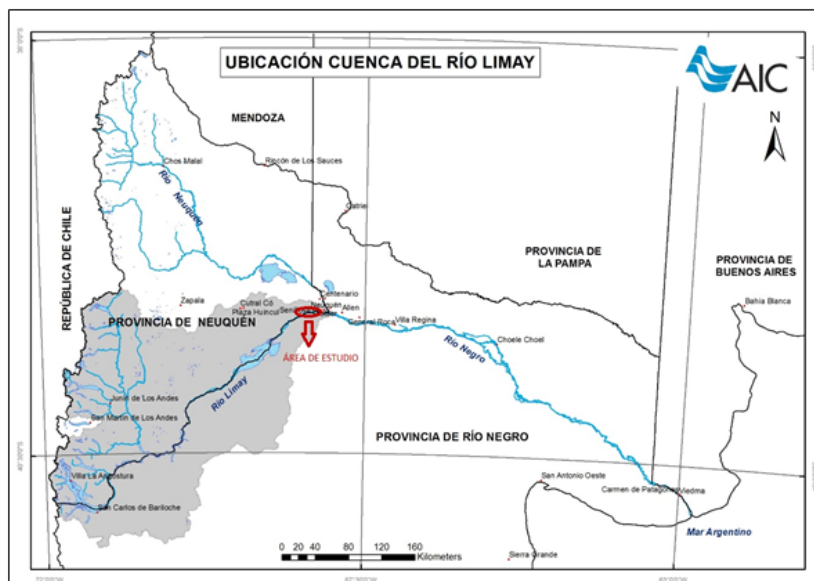 UBICACIÓN CUENCA DEL RÍO LIMAY
AIC
N
MENDOZA
Chos Malal
Rincón de Los Sauces
Río
Neuquén
Catriel
REPÚBLICA DE CHILE
PROVINCIA DE
LA PAMPA
PROVINCIA DE
BUENOS AIRES
Bahía Blanca
Zapala
Cutral Có
Plaza Huincul
Centenario
Neuquén
Allen
General Roca
Villa Regina
PROVINCIA DE NEUQUÉN
ÁREA DE ESTUDIO
Choele Choel
Río Negro
Río Limay
Junín de Los Andes
San Martín de Los Andes
PROVINCIA DE RÍO NEGRO
Villa La Angostura
San Carlos de Bariloche
San Antonio Oeste
Carmen de Patagones
Viedma
Mar Argentino
Sierra Grande
0 10 20 40 80 120 160
Kilometers